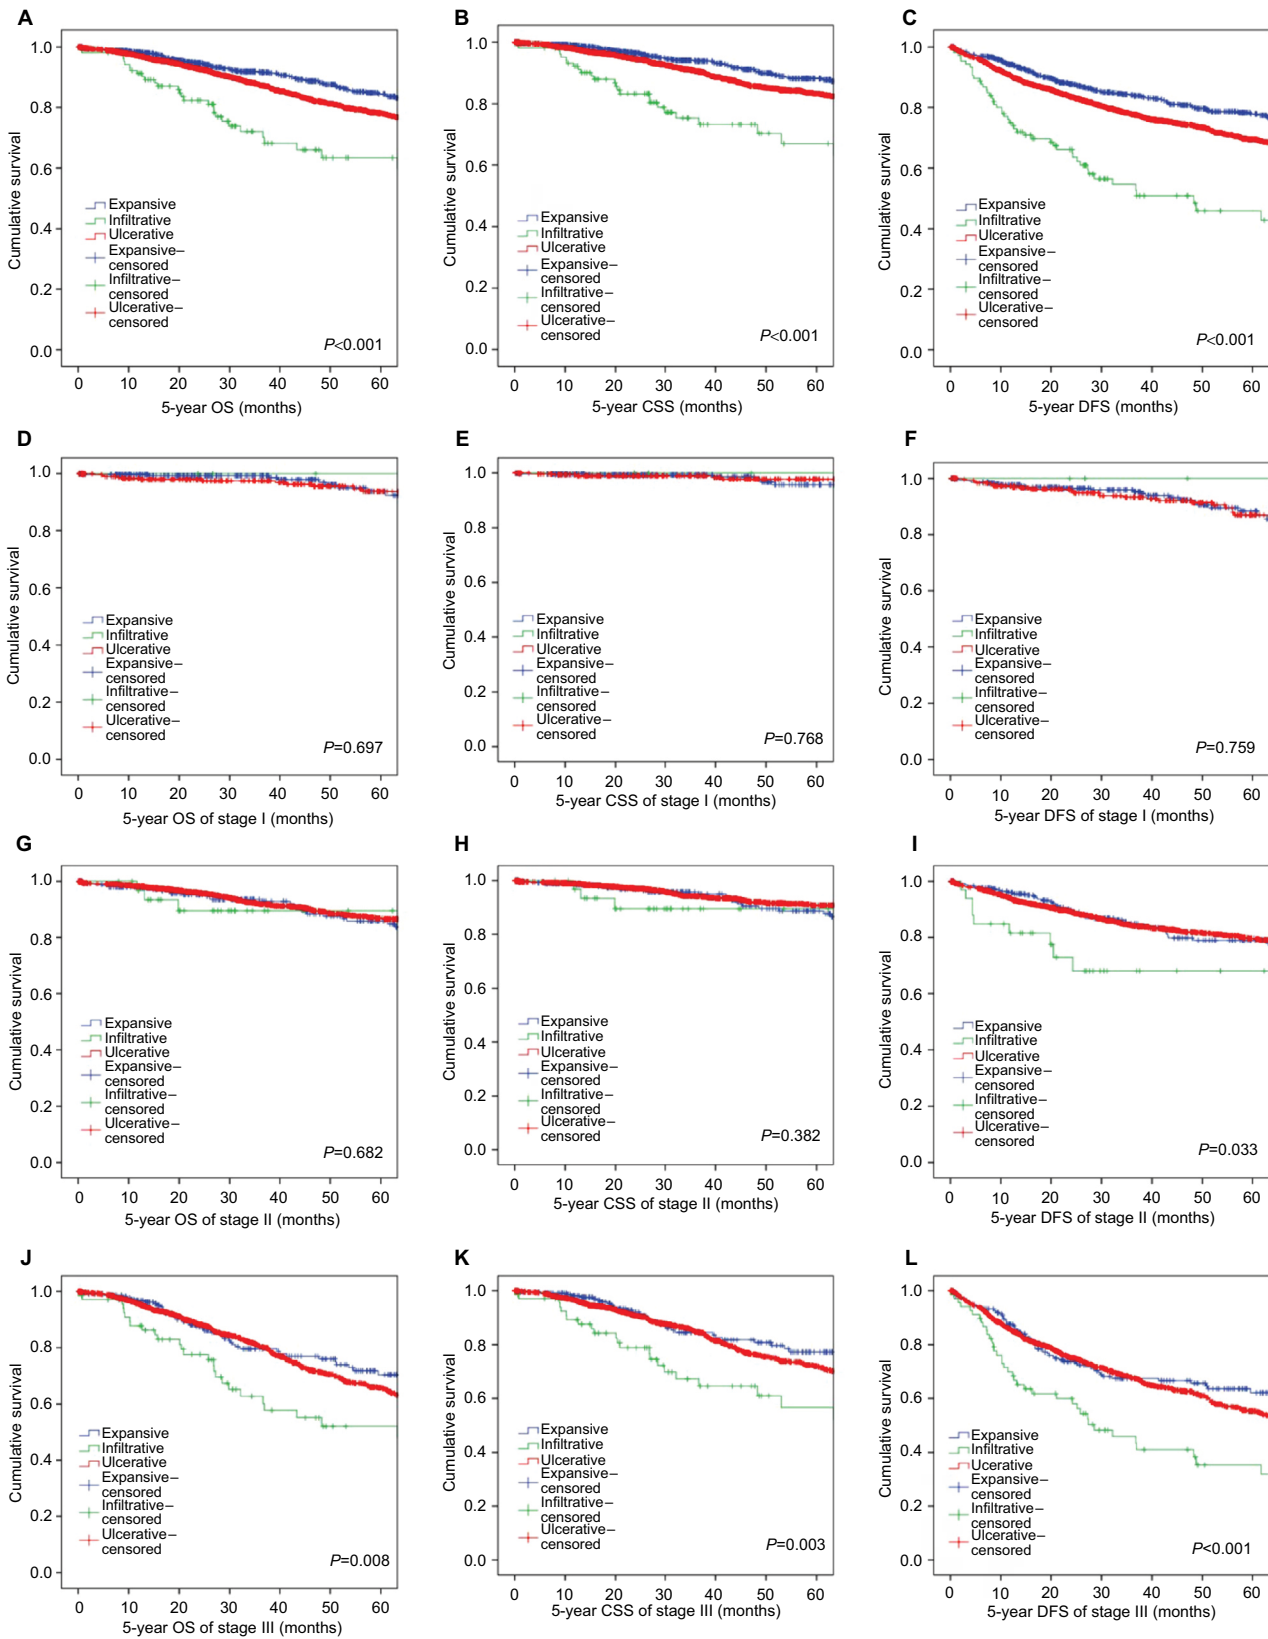 A
Cumulative survival
1.0
0.8
0.6
0.4
0.2
0.0
Expansive
Infiltrative
Ulcerative
Expansive–
censored
Infiltrative–
censored
Ulcerative–
censored
P<0.001
0 10 20 30 40 50 60
5-year OS (months)
B
Cumulative survival
1.0
0.8
0.6
0.4
0.2
0.0
Expansive
Infiltrative
Ulcerative
Expansive–
censored
Infiltrative–
censored
Ulcerative–
censored
P<0.001
0 10 20 30 40 50 60
5-year CSS (months)
C
Cumulative survival
1.0
0.8
0.6
0.4
0.2
0.0
Expansive
Infiltrative
Ulcerative
Expansive–
censored
Infiltrative–
censored
Ulcerative–
censored
P<0.001
0 10 20 30 40 50 60
5-year DFS (months)
D
Cumulative survival
1.0
0.8
0.6
0.4
0.2
0.0
Expansive
Infiltrative
Ulcerative
Expansive–
censored
Infiltrative–
censored
Ulcerative–
censored
P=0.697
0 10 20 30 40 50 60
5-year OS of stage I (months)
E
Cumulative survival
1.0
0.8
0.6
0.4
0.2
0.0
Expansive
Infiltrative
Ulcerative
Expansive–
censored
Infiltrative–
censored
Ulcerative–
censored
P=0.768
0 10 20 30 40 50 60
5-year CSS of stage I (months)
F
Cumulative survival
1.0
0.8
0.6
0.4
0.2
0.0
Expansive
Infiltrative
Ulcerative
Expansive–
censored
Infiltrative–
censored
Ulcerative–
censored
P=0.759
0 10 20 30 40 50 60
5-year DFS of stage I (months)
G
Cumulative survival
1.0
0.8
0.6
0.4
0.2
0.0
Expansive
Infiltrative
Ulcerative
Expansive–
censored
Infiltrative–
censored
Ulcerative–
censored
P=0.682
0 10 20 30 40 50 60
5-year OS of stage II (months)
H
Cumulative survival
1.0
0.8
0.6
0.4
0.2
0.0
Expansive
Infiltrative
Ulcerative
Expansive–
censored
Infiltrative–
censored
Ulcerative–
censored
P=0.382
0 10 20 30 40 50 60
5-year CSS of stage II (months)
I
Cumulative survival
1.0
0.8
0.6
0.4
0.2
0.0
Expansive
Infiltrative
Ulcerative
Expansive–
censored
Infiltrative–
censored
Ulcerative–
censored
P=0.033
0 10 20 30 40 50 60
5-year DFS of stage II (months)
J
Cumulative survival
1.0
0.8
0.6
0.4
0.2
0.0
Expansive
Infiltrative
Ulcerative
Expansive–
censored
Infiltrative–
censored
Ulcerative–
censored
P=0.008
0 10 20 30 40 50 60
5-year OS of stage III (months)
K
Cumulative survival
1.0
0.8
0.6
0.4
0.2
0.0
Expansive
Infiltrative
Ulcerative
Expansive–
censored
Infiltrative–
censored
Ulcerative–
censored
P=0.003
0 10 20 30 40 50 60
5-year CSS of stage III (months)
L
Cumulative survival
1.0
0.8
0.6
0.4
0.2
0.0
Expansive
Infiltrative
Ucerative
Expansive–
censored
Infiltrative–
censored
Ulcerative–
censored
P<0.001
0 10 20 30 40 50 60
5-year DFS of stage III (months)